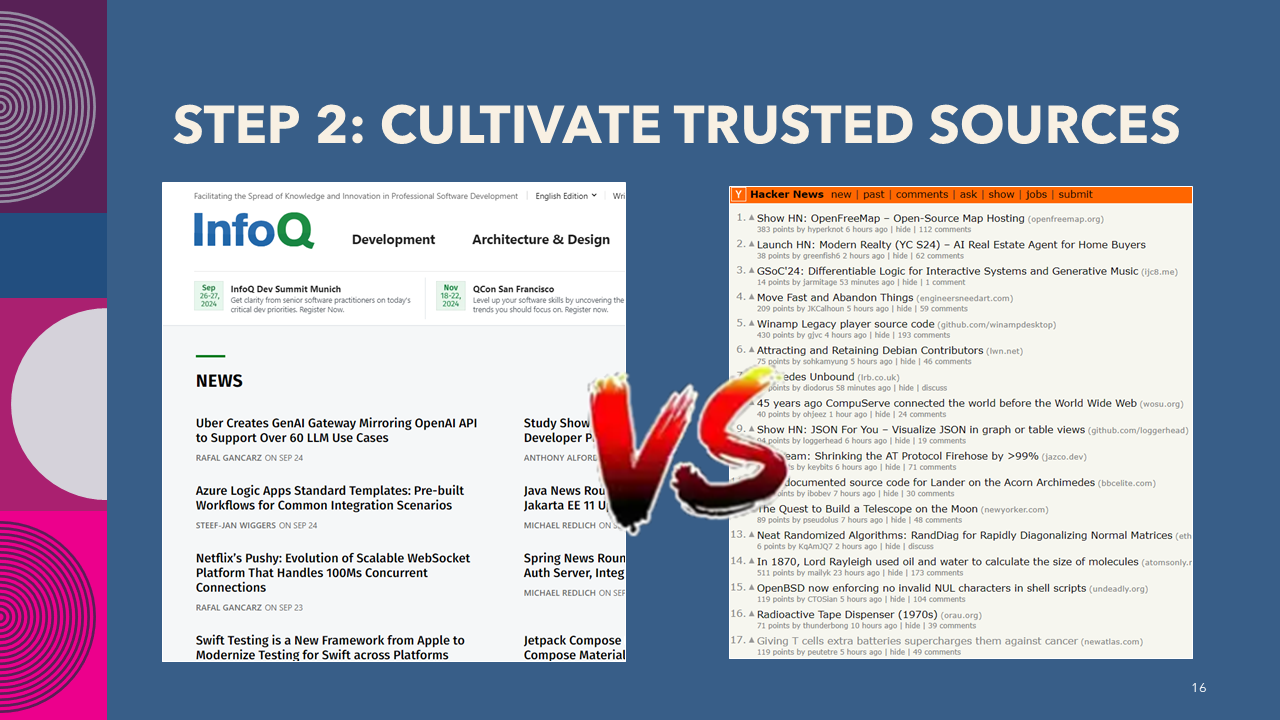 STEP 2: CULTIVATE TRUSTED SOURCES
Facilitating the Spread of Knowledge and Innovation in Professional Software Development
English Edition
InfoQ
Development
Architecture & Design
Sep
26-27,
2024
InfoQ Dev Summit Munich
Get clarity from senior software practitioners on today's
critical dev priorities. Register Now.
Nov
18-22,
2024
QCon San Francisco
Level up your software skills by uncovering the
trends you should focus on. Register now.
NEWS
Uber Creates GenAI Gateway Mirroring OpenAI API
to Support Over 60 LLM Use Cases
RAFAL GANCARZ ON SEP 24
Azure Logic Apps Standard Templates: Pre-built
Workflows for Common Integration Scenarios
STEEF-JAN WIGGERS ON SEP 24
Netflix's Pushy: Evolution of Scalable WebSocket
Platform That Handles 100Ms Concurrent
Connections
RAFAL GANCARZ ON SEP 23
Swift Testing is a New Framework from Apple to
Modernize Testing for Swift across Platforms
Study Show
Developer
ANTHONY ALFORD
Java News
Jakarta EE 11
MICHAEL REDLICH ON
Spring News
Auth Server,
MICHAEL REDLICH ON
Jetpack Compose
Compose Material
VS
Y Hacker News new | past | comments | ask | show | jobs | submit
1. Show HN: OpenFreeMap – Open-Source Map Hosting (openfreemap.org)
383 points by hyperknot 6 hours ago | hide | 112 comments
2. Launch HN: Modern Realty (YC S24) – AI Real Estate Agent for Home Buyers
38 points by greenfish6 2 hours ago | hide | 62 comments
3. GSoC'24: Differentiable Logic for Interactive Systems and Generative Music (ijc8.me)
14 points by jarmitage 53 minutes ago | hide | 1 comment
4. Move Fast and Abandon Things (engineersneedart.com)
209 points by JKCalhoun 5 hours ago | hide | 59 comments
5. Winamp Legacy player source code (github.com/winampdesktop)
430 points by gjvc 4 hours ago | hide | 193 comments
6. Attracting and Retaining Debian Contributors (lwn.net)
75 points by sohkamyung 5 hours ago | hide | 46 comments
Unbound (lrb.co.uk)
points by diodorus 58 minutes ago | hide | discuss
45 years ago CompuServe connected the world before the World Wide Web (wosu.org)
40 points by ohjeez 1 hour ago | hide | 24 comments
9. Show HN: JSON For You – Visualize JSON in graph or table views (github.com/loggerhead)
points by loggerhead 6 hours ago | hide | 19 comments
Shrinking the AT Protocol Firehose by >99% (jazco.dev)
points by keybits 6 hours ago | hide | 71 comments
documented source code for Lander on the Acorn Archimedes (bbcelite.com)
points by ibobev 7 hours ago | hide | 30 comments
The Quest to Build a Telescope on the Moon (newyorker.com)
89 points by pseudolus 7 hours ago | hide | 48 comments
13. Neat Randomized Algorithms: RandDiag for Rapidly Diagonalizing Normal Matrices (eth
6 points by KqAmJQ7 2 hours ago | hide | discuss
14. In 1870, Lord Rayleigh used oil and water to calculate the size of molecules (atomsonly.r
511 points by mailyk 23 hours ago | hide | 173 comments
15. OpenBSD now enforcing no invalid NUL characters in shell scripts (undeadly.org)
119 points by CTOSian 5 hours ago | hide | 104 comments
16. Radioactive Tape Dispenser (1970s) (orau.org)
71 points by thunderbong 10 hours ago | hide | 39 comments
17. Giving T cells extra batteries supercharges them against cancer (newatlas.com)
119 points by peutetre 5 hours ago | hide | 49 comments
16